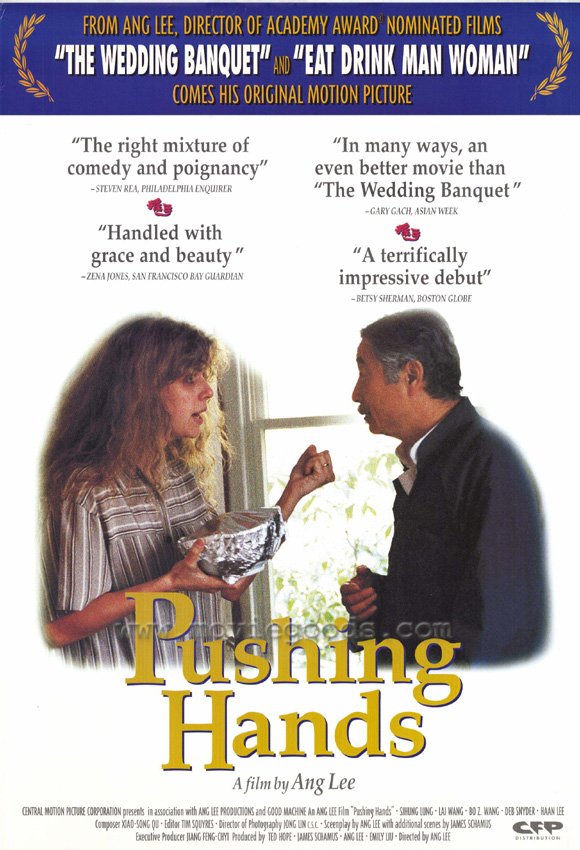 FROM ANG LEE, DIRECTOR OF ACADEMY AWARD® NOMINATED FILMS
"THE WEDDING BANQUET" AND "EAT DRINK MAN WOMAN"
COMES HIS ORIGINAL MOTION PICTURE
"The right mixture of
comedy and poignancy"
–STEVEN REA, PHILADELPHIA ENQUIRER
"Handled with
grace and beauty"
–ZENA JONES, SAN FRANCISCO BAY GUARDIAN
"In many ways, an
even better movie than
"The Wedding Banquet"
–GARY GACH, ASIAN WEEK
"A terrifically
impressive debut"
–BETSY SHERMAN, BOSTON GLOBE
www.moviegoods.com
Pushing
Hands
A film by Ang Lee
CENTRAL MOTION PICTURE CORPORATION presents in association with ANG LEE PRODUCTIONS and GOOD MACHINE An ANG LEE Film "Pushing Hands" · SIHUNG LUNG · LAI WANG · BO Z. WANG · DEB SNYDER · HAAN LEE
Composer XIAO-SONG QU · Editor TIM SQUYRES · Director of Photography JONG LIN C.S.C. · Screenplay by ANG LEE with additional scenes by JAMES SCHAMUS
Executive Producer JIANG FENG-CHYI Produced by TED HOPE · JAMES SCHAMUS · ANG LEE · EMILY LIU · Directed by ANG LEE
CFP
DISTRIBUTION